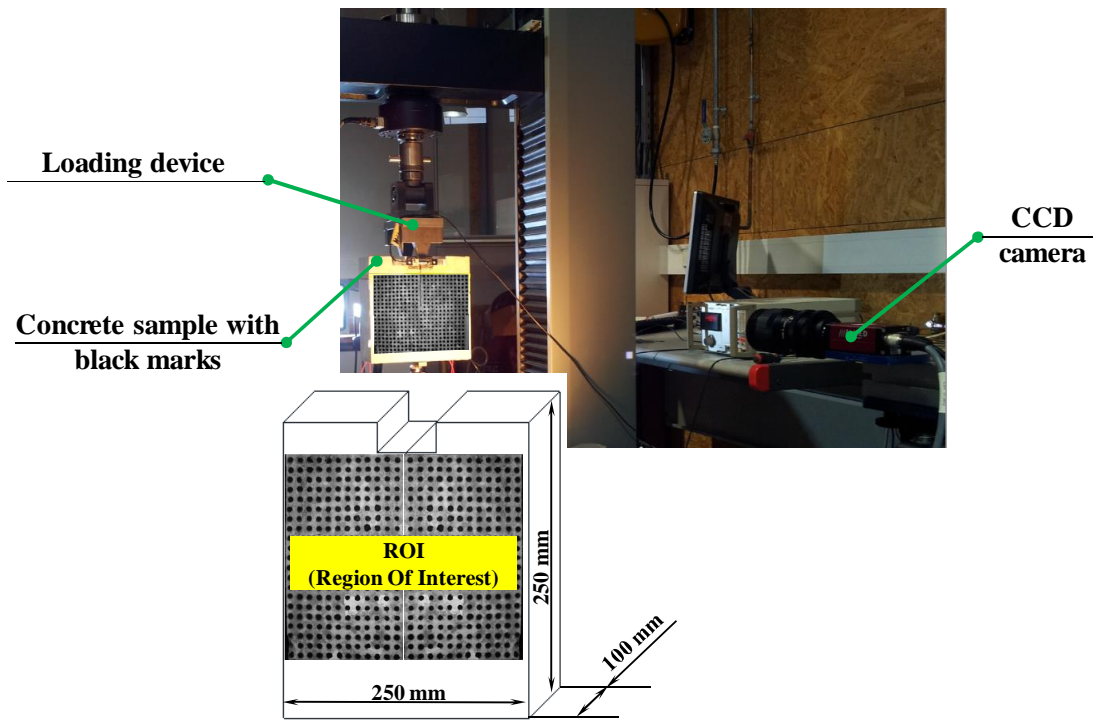 Loading device
CCD
camera
Concrete sample with
black marks
ROI
(Region Of Interest)
250 mm
100 mm
250 mm